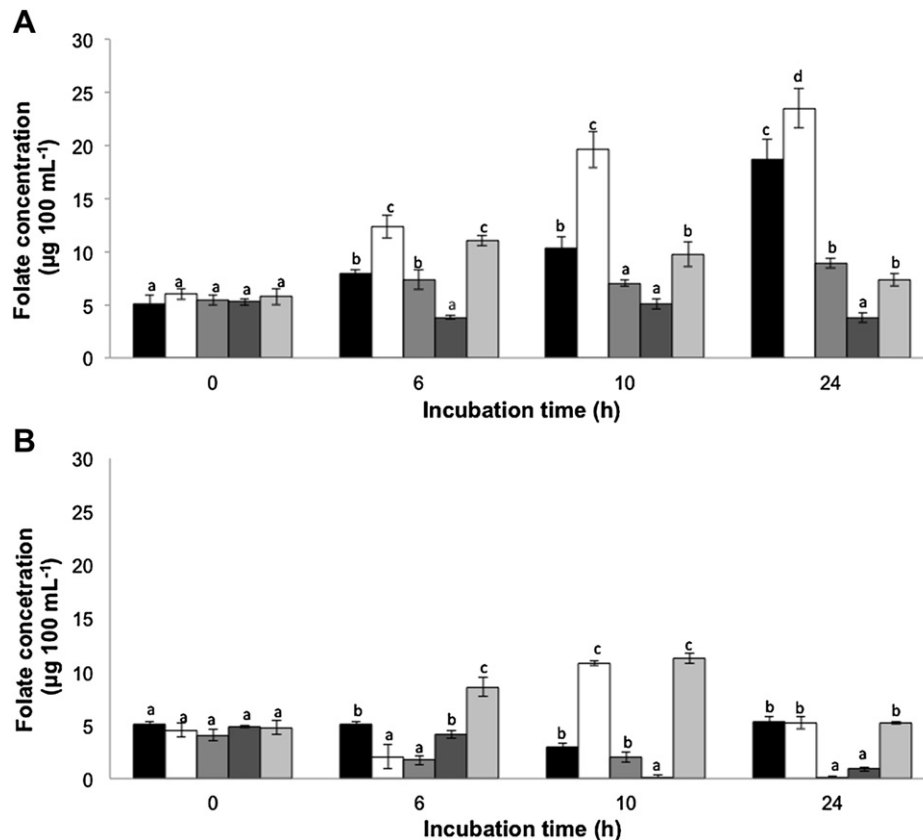 A
30
25
20
15
10
5
0
Folate concentration
(µg 100 mL⁻¹)
a a a a a
b c b a c
b c a a b
c d b a b
0 6 10 24
Incubation time (h)
B
30
25
20
15
10
5
0
Folate concetration
(µg 100 mL⁻¹)
a a a a a
b a a b c
b c b a c
b b a a b
0 6 10 24
Incubation time (h)